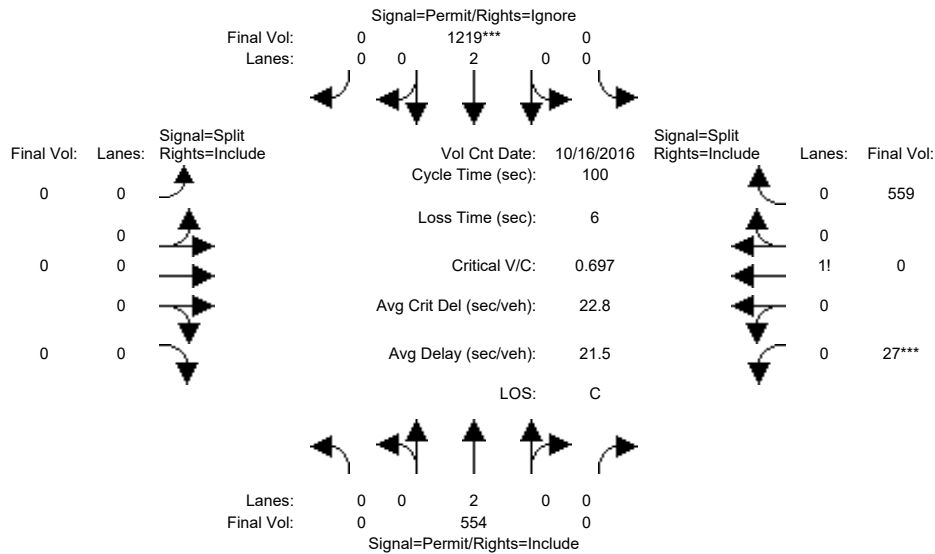 Signal=Permit/Rights=Ignore
Final Vol: 0 1219*** 0
Lanes: 0 0 2 0 0
Signal=Split Signal=Split
Final Vol: Lanes: Rights=Include Vol Cnt Date: 10/16/2016 Rights=Include Lanes: Final Vol:
Cycle Time (sec): 100
0 0 0 559
Loss Time (sec): 6
0 0
0 0 Critical V/C: 0.697 1! 0
0 Avg Crit Del (sec/veh): 22.8 0
0 0 Avg Delay (sec/veh): 21.5 0 27***
LOS: C
Lanes: 0 0 2 0 0
Final Vol: 0 554 0
Signal=Permit/Rights=Include